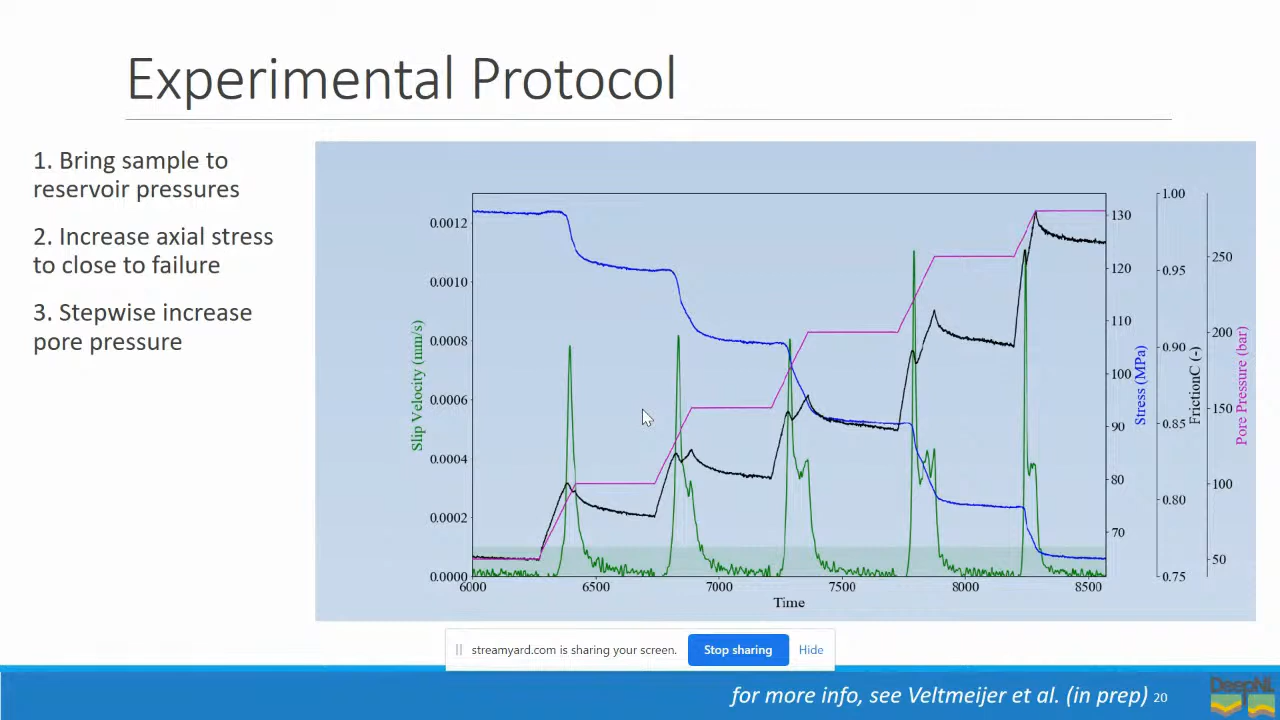 Experimental Protocol
1. Bring sample to
reservoir pressures
2. Increase axial stress
to close to failure
3. Stepwise increase
pore pressure
Slip Velocity (mm/s)
0.0012
0.0010
0.0008
0.0006
0.0004
0.0002
0.0000
6000 6500 7000 7500 8000 8500
Time
130
120
110
100
90
80
70
Stress (MPa)
1.00
0.95
0.90
0.85
0.80
0.75
FrictionC (-)
250
200
150
100
50
Pore Pressure (bar)
streamyard.com is sharing your screen. Stop sharing Hide
for more info, see Veltmeijer et al. (in prep) 20
DeepNL